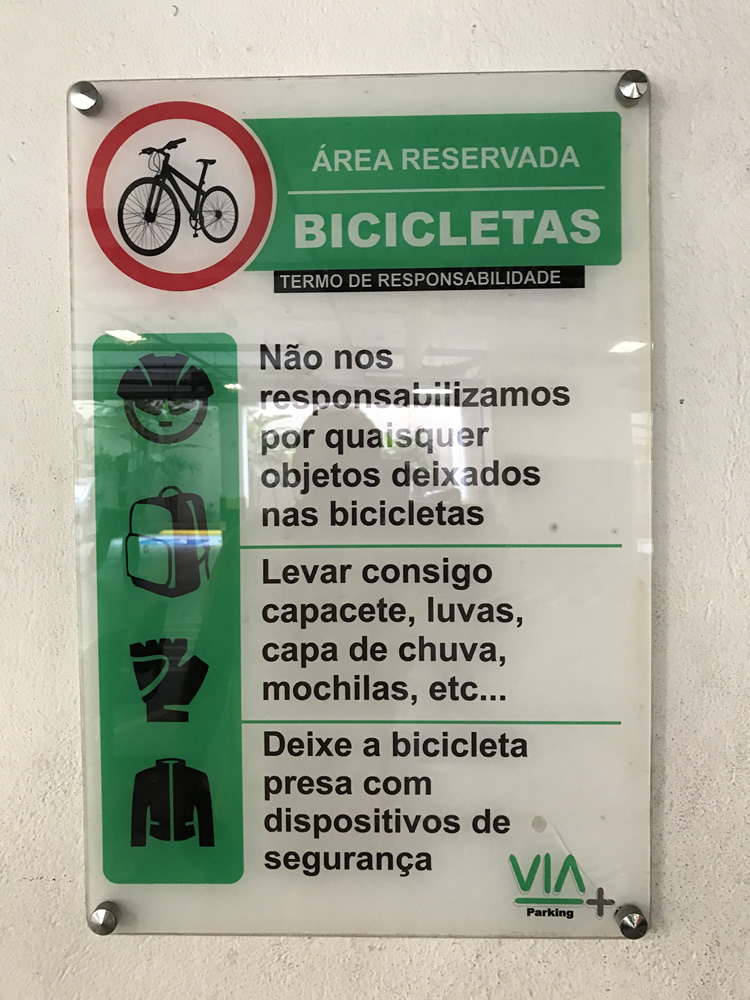 ÁREA RESERVADA
BICICLETAS
TERMO DE RESPONSABILIDADE
Não nos
responsabilizamos
por quaisquer
objetos deixados
nas bicicletas
Levar consigo
capacete, luvas,
capa de chuva,
mochilas, etc...
Deixe a bicicleta
presa com
dispositivos de
segurança
VIA+
Parking